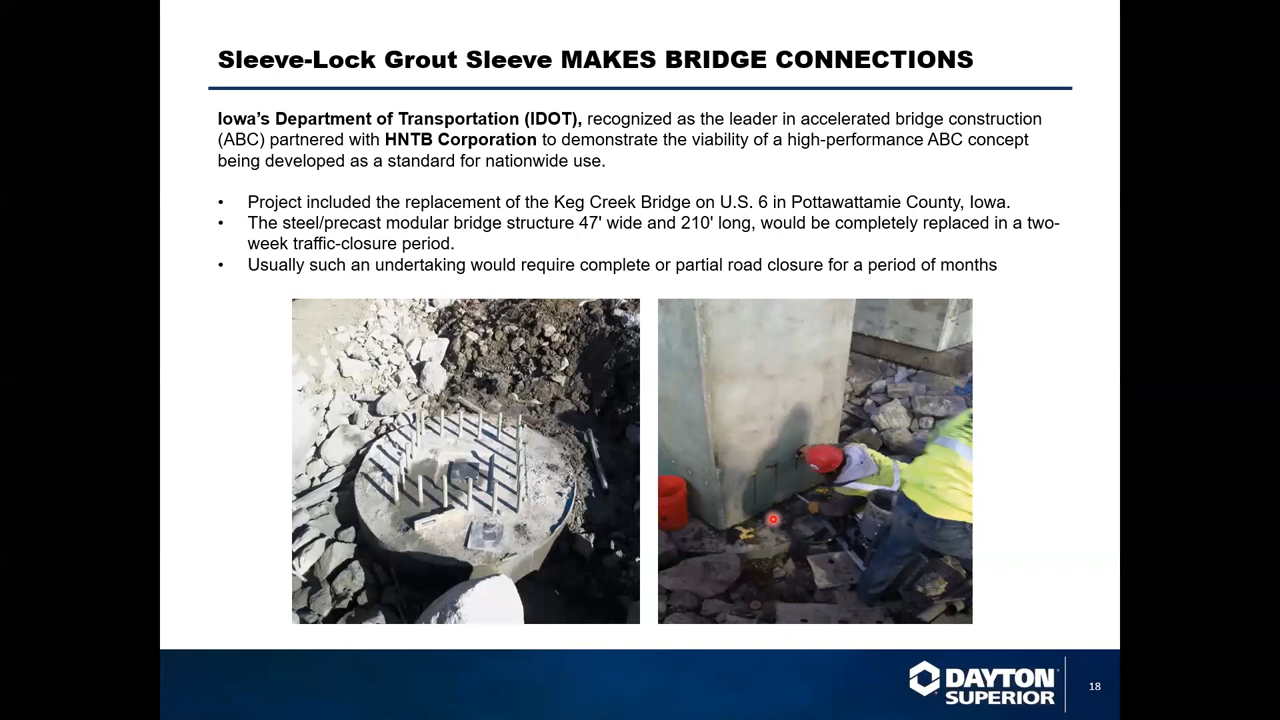 Sleeve-Lock Grout Sleeve MAKES BRIDGE CONNECTIONS
Iowa’s Department of Transportation (IDOT), recognized as the leader in accelerated bridge construction
(ABC) partnered with HNTB Corporation to demonstrate the viability of a high-performance ABC concept
being developed as a standard for nationwide use.
• Project included the replacement of the Keg Creek Bridge on U.S. 6 in Pottawattamie County, Iowa.
• The steel/precast modular bridge structure 47' wide and 210' long, would be completely replaced in a two-
week traffic-closure period.
• Usually such an undertaking would require complete or partial road closure for a period of months
DAYTON
SUPERIOR
18